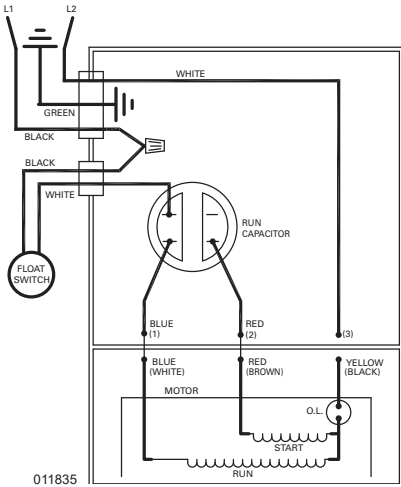 L1
L2
WHITE
GREEN
BLACK
BLACK
WHITE
RUN
CAPACITOR
FLOAT
SWITCH
BLUE
(1)
RED
(2)
(3)
BLUE
(WHITE)
RED
(BROWN)
YELLOW
(BLACK)
MOTOR
O.L.
START
RUN
011835